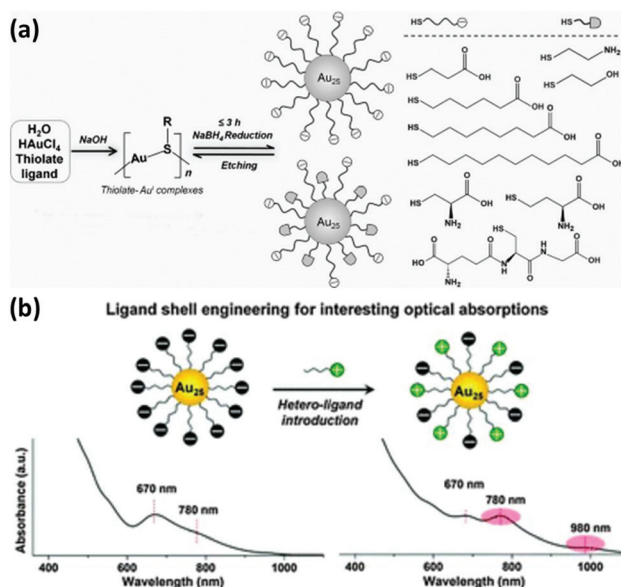 (a)
H₂O
HAuCl₄
Thiolate
ligand
NaOH
R
Au
S
n
Thiolate-Auᴵ complexes
≤ 3 h
NaBH₄ Reduction
Etching
Au₂₅
Au₂₅
HS
HS
HS
O
OH
HS
NH₂
HS
OH
HS
O
OH
HS
O
OH
HS
O
OH
HS
O
OH
NH₂
HS
O
OH
NH₂
HO
O
NH₂
O
N
H
HS
O
H
N
O
OH
(b)
Ligand shell engineering for interesting optical absorptions
Au₂₅
Hetero-ligand
introduction
Au₂₅
Absorbance (a.u.)
670 nm
780 nm
400 600 800 1000
Wavelength (nm)
670 nm
780 nm
980 nm
400 600 800 1000
Wavelength (nm)